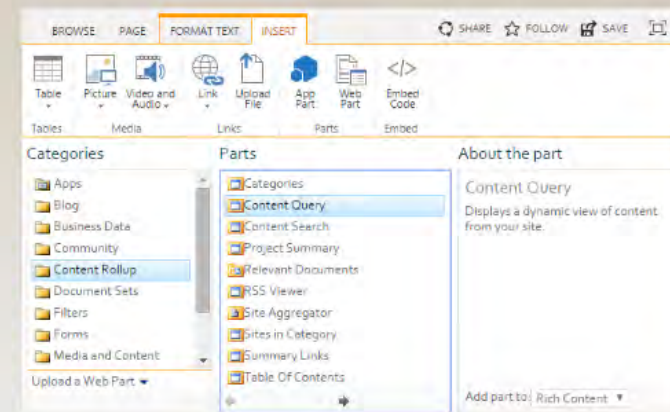 BROWSE PAGE FORMAT TEXT INSERT SHARE FOLLOW SAVE
Table Picture Video and Audio Link Upload File App Part Web Part Embed Code
Tables Media Links Parts Embed
Categories Parts About the part
Apps
Blog
Business Data
Community
Content Rollup
Document Sets
Filters
Forms
Media and Content
Upload a Web Part
Categories
Content Query
Content Search
Project Summary
Relevant Documents
RSS Viewer
Site Aggregator
Sites in Category
Summary Links
Table Of Contents
Content Query
Displays a dynamic view of content
from your site.
Add part to: Rich Content